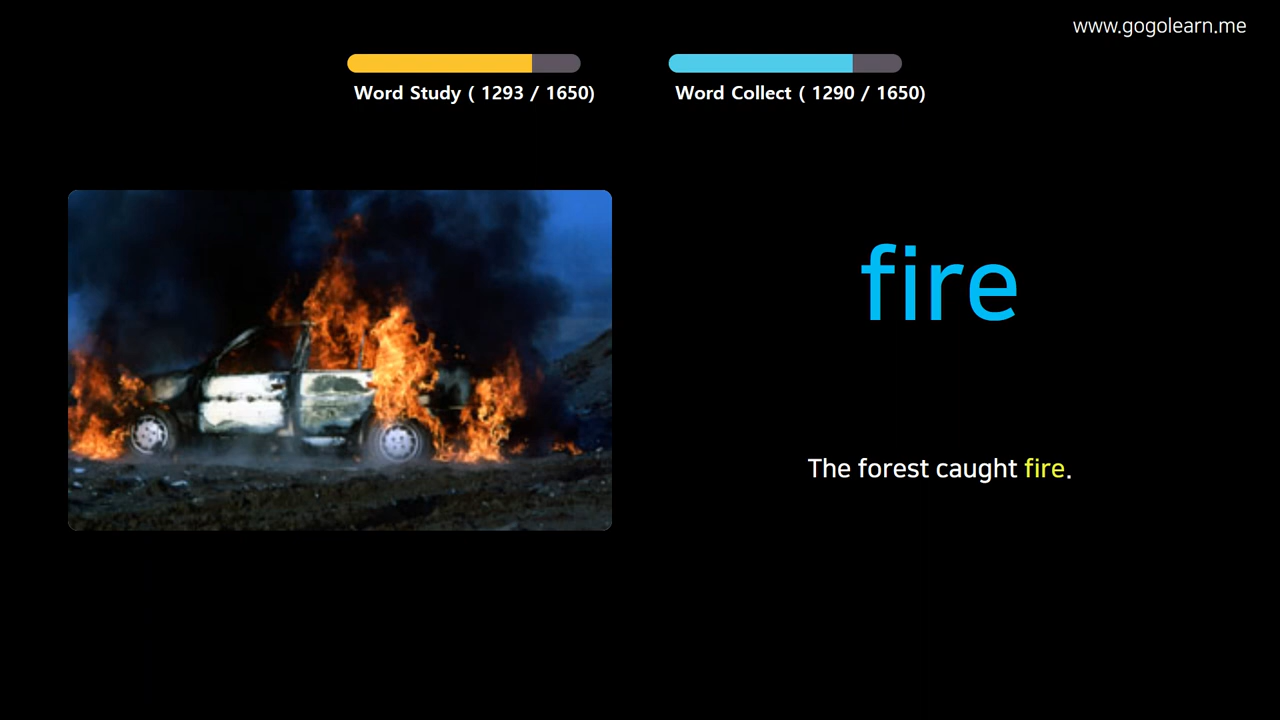 www.gogolearn.me
Word Study ( 1293 / 1650)
Word Collect ( 1290 / 1650)
fire
The forest caught fire.